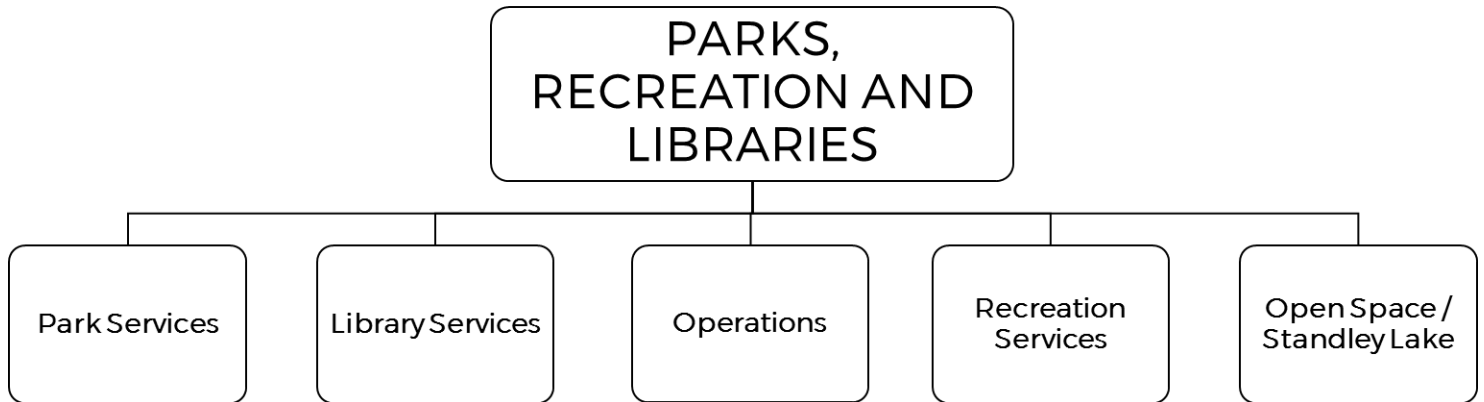 PARKS,
RECREATION AND
LIBRARIES
Park Services
Library Services
Operations
Recreation
Services
Open Space /
Standley Lake